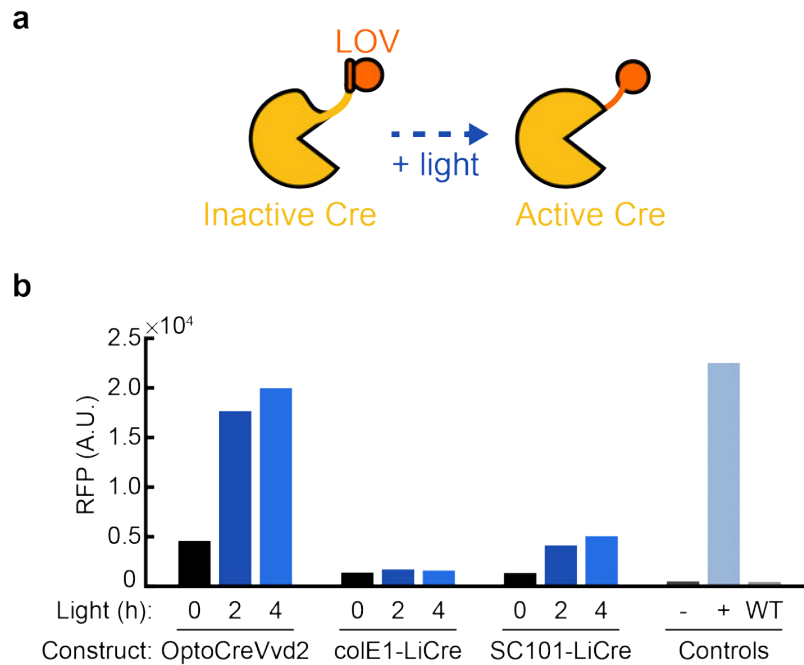 a
LOV
+ light
Inactive Cre
Active Cre
b
×10⁴
2.5
2.0
1.5
1.0
0.5
0
RFP (A.U.)
Light (h): 0 2 4 0 2 4 0 2 4 - + WT
Construct: OptoCreVvd2 colE1-LiCre SC101-LiCre Controls